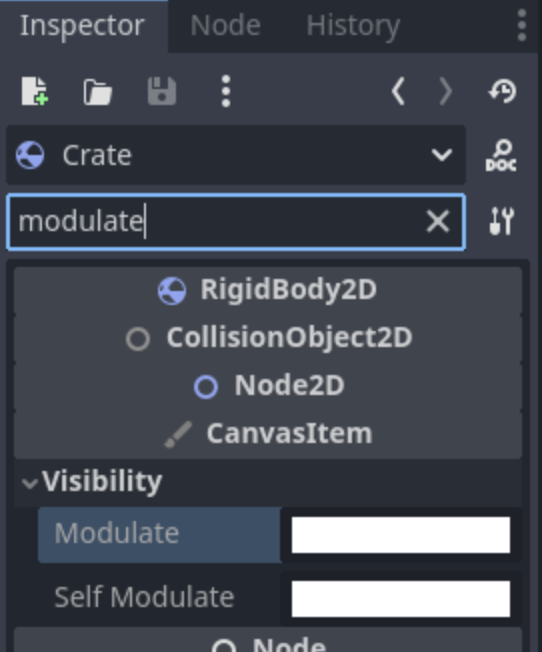 Inspector Node History
Crate
DOC
modulate
RigidBody2D
CollisionObject2D
Node2D
CanvasItem
Visibility
Modulate
Self Modulate
Node